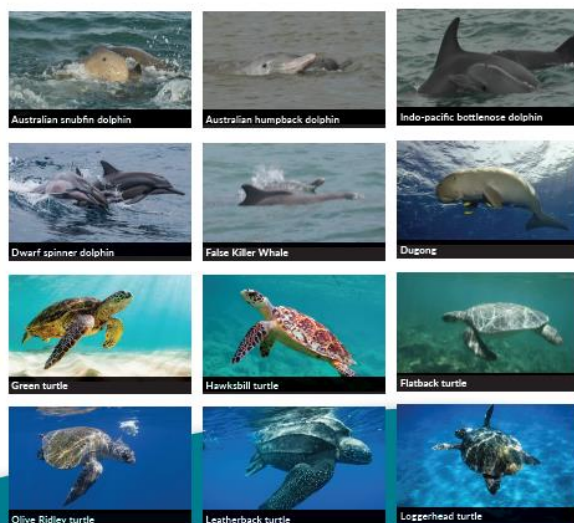 Australian snubfin dolphin
Australian humpback dolphin
Indo-pacific bottlenose dolphin
Dwarf spinner dolphin
False Killer Whale
Dugong
Green turtle
Hawksbill turtle
Flatback turtle
Olive Ridley turtle
Leatherback turtle
Loggerhead turtle